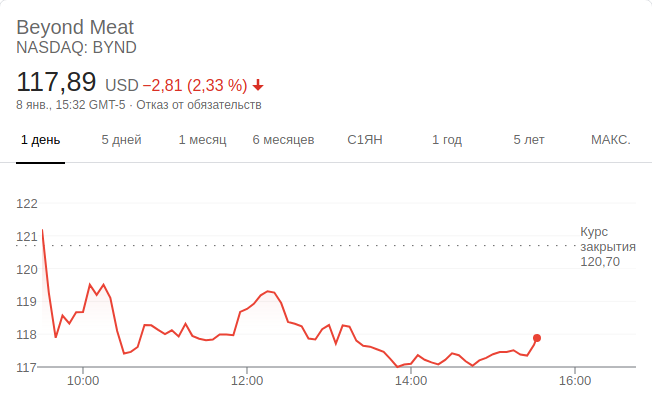 Beyond Meat
NASDAQ: BYND
117,89 USD −2,81 (2,33 %)
8 янв., 15:32 GMT-5 · Отказ от обязательств
1 день 5 дней 1 месяц 6 месяцев С1ЯН 1 год 5 лет МАКС.
122
121
120
119
118
117
Курс
закрытия
120,70
10:00 12:00 14:00 16:00